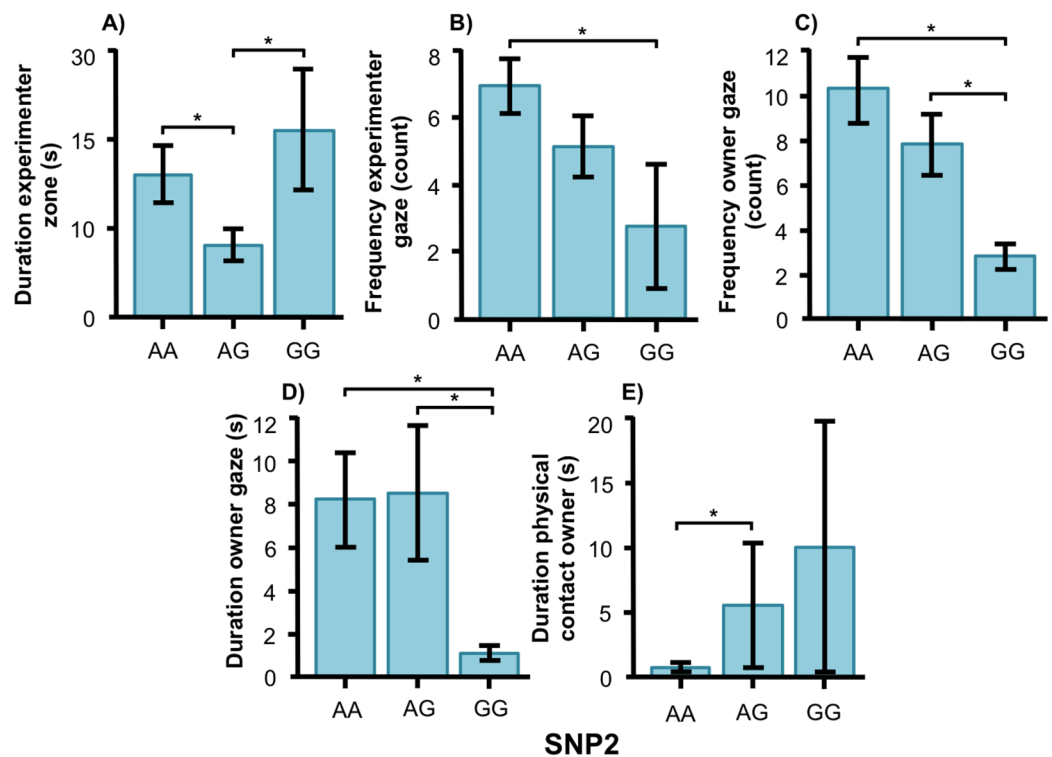 A)
Duration experimenter
zone (s)
30
15
10
0
*
*
AA AG GG
B)
Frequency experimenter
gaze (count)
8
6
4
2
0
*
AA AG GG
C)
Frequency owner gaze
(count)
12
10
8
6
4
2
0
*
*
AA AG GG
D)
Duration owner gaze (s)
12
10
8
6
4
2
0
*
*
AA AG GG
E)
Duration physical
contact owner (s)
20
15
10
5
0
*
AA AG GG
SNP2